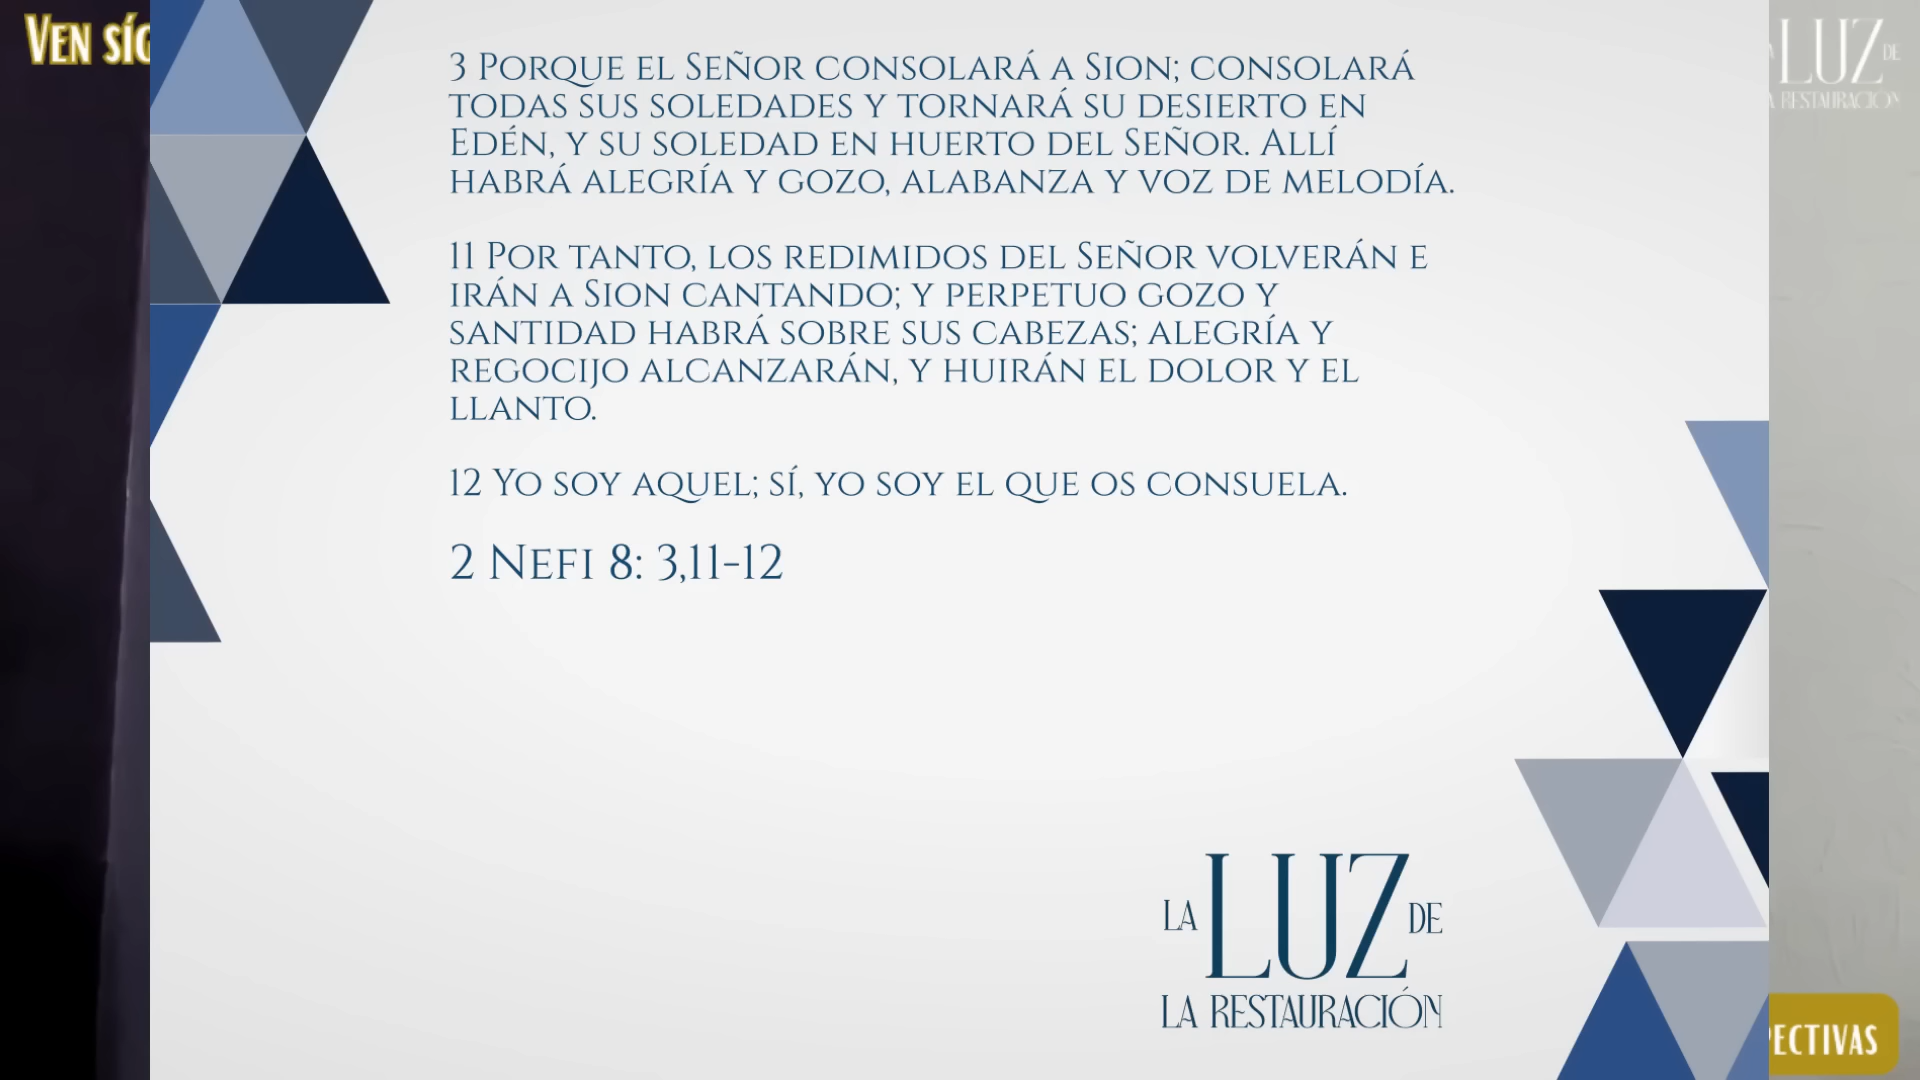 Ven síg
3 Porque el Señor consolará a Sion; consolará
todas sus soledades y tornará su desierto en
Edén, y su soledad en huerto del Señor. Allí
habrá alegría y gozo, alabanza y voz de melodía.
11 Por tanto, los redimidos del Señor volverán e
irán a Sion cantando; y perpetuo gozo y
santidad habrá sobre sus cabezas; alegría y
regocijo alcanzarán, y huirán el dolor y el
llanto.
12 Yo soy aquel; sí, yo soy el que os consuela.
2 Nefi 8: 3,11-12
LA LUZ DE
LA RESTAURACIÓN
LUZ DE
LA RESTAURACIÓN
PECTIVAS